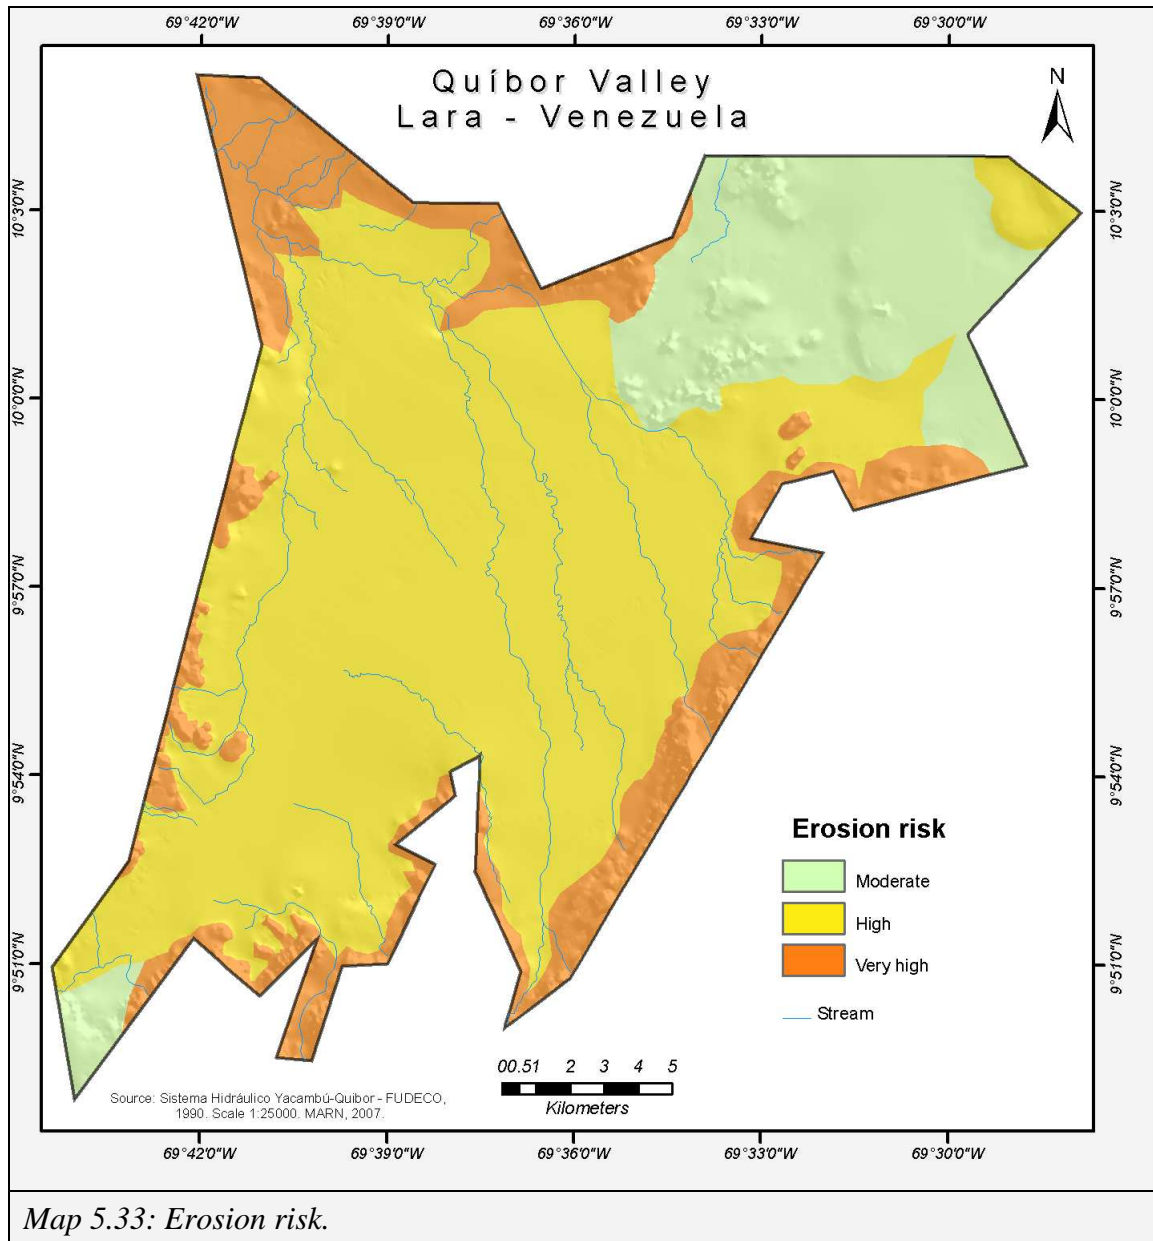 69°42'0"W 69°39'0"W 69°36'0"W 69°33'0"W 69°30'0"W
Quíbor Valley
Lara - Venezuela
N
10°3'0"N
10°3'0"N
10°0'0"N
10°0'0"N
9°57'0"N
9°57'0"N
9°54'0"N
9°54'0"N
9°51'0"N
9°51'0"N
Erosion risk
Moderate
High
Very high
Stream
00.51 2 3 4 5
Kilometers
Source: Sistema Hidráulico Yacambú-Quibor - FUDECO,
1990. Scale 1:25000. MARN, 2007.
69°42'0"W 69°39'0"W 69°36'0"W 69°33'0"W 69°30'0"W
Map 5.33: Erosion risk.